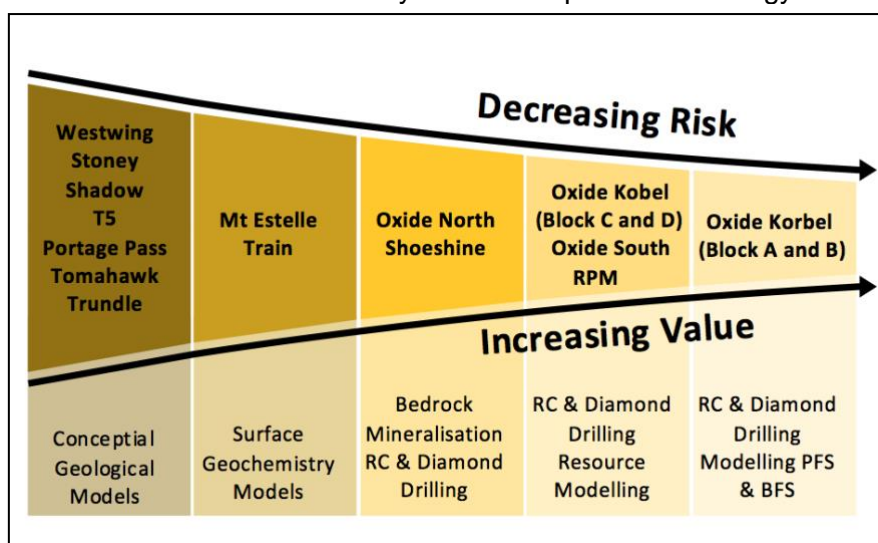 Decreasing Risk
Westwing
Stoney
Shadow
T5
Portage Pass
Tomahawk
Trundle
Mt Estelle
Train
Oxide North
Shoeshine
Oxide Kobel
(Block C and D)
Oxide South
RPM
Oxide Korbel
(Block A and B)
Increasing Value
Conceptial
Geological
Models
Surface
Geochemistry
Models
Bedrock
Mineralisation
RC & Diamond
Drilling
RC & Diamond
Drilling
Resource
Modelling
RC & Diamond
Drilling
Modelling PFS
& BFS